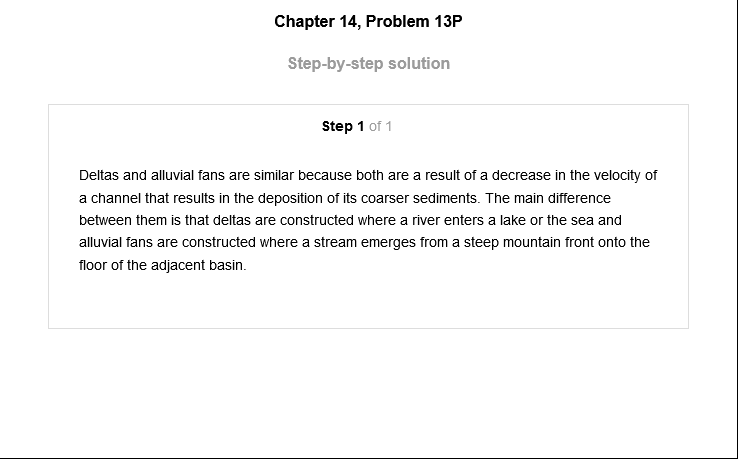 Chapter 14, Problem 13P
Step-by-step solution
Step 1 of 1
Deltas and alluvial fans are similar because both are a result of a decrease in the velocity of
a channel that results in the deposition of its coarser sediments. The main difference
between them is that deltas are constructed where a river enters a lake or the sea and
alluvial fans are constructed where a stream emerges from a steep mountain front onto the
floor of the adjacent basin.